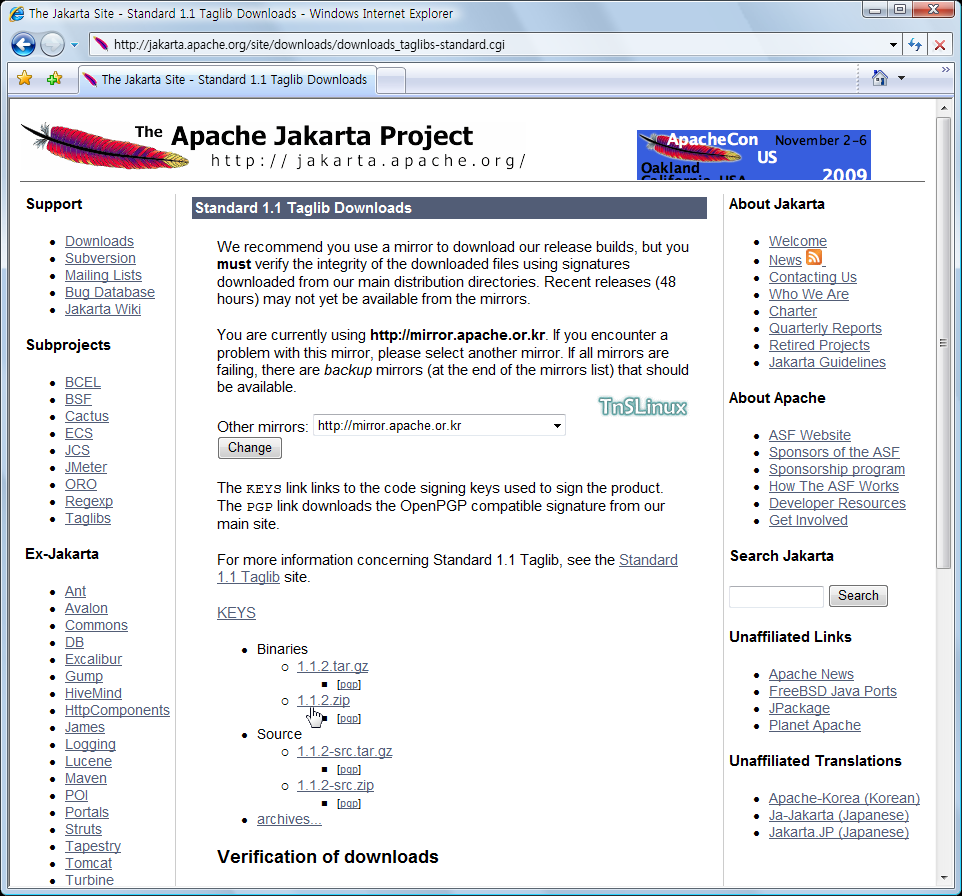 The Jakarta Site - Standard 1.1 Taglib Downloads - Windows Internet Explorer
http://jakarta.apache.org/site/downloads/downloads_taglibs-standard.cgi
The Jakarta Site - Standard 1.1 Taglib Downloads
The Apache Jakarta Project
http://jakarta.apache.org/
ApacheCon
US
November 2-6
Oakland
California, USA
2009
Support
Downloads
Subversion
Mailing Lists
Bug Database
Jakarta Wiki
Subprojects
BCEL
BSF
Cactus
ECS
JCS
JMeter
ORO
Regexp
Taglibs
Ex-Jakarta
Ant
Avalon
Commons
DB
Excalibur
Gump
HiveMind
HttpComponents
James
Logging
Lucene
Maven
POI
Portals
Struts
Tapestry
Tomcat
Turbine
Standard 1.1 Taglib Downloads
We recommend you use a mirror to download our release builds, but you
must verify the integrity of the downloaded files using signatures
downloaded from our main distribution directories. Recent releases (48
hours) may not yet be available from the mirrors.
You are currently using http://mirror.apache.or.kr. If you encounter a
problem with this mirror, please select another mirror. If all mirrors are
failing, there are backup mirrors (at the end of the mirrors list) that should
be available.
TnSLinux
Other mirrors: http://mirror.apache.or.kr
Change
The KEYS link links to the code signing keys used to sign the product.
The PGP link downloads the OpenPGP compatible signature from our
main site.
For more information concerning Standard 1.1 Taglib, see the Standard
1.1 Taglib site.
KEYS
Binaries
1.1.2.tar.gz
[pgp]
1.1.2.zip
[pgp]
Source
1.1.2-src.tar.gz
[pgp]
1.1.2-src.zip
[pgp]
archives...
Verification of downloads
About Jakarta
Welcome
News
Contacting Us
Who We Are
Charter
Quarterly Reports
Retired Projects
Jakarta Guidelines
About Apache
ASF Website
Sponsors of the ASF
Sponsorship program
How The ASF Works
Developer Resources
Get Involved
Search Jakarta
Search
Unaffiliated Links
Apache News
FreeBSD Java Ports
JPackage
Planet Apache
Unaffiliated Translations
Apache-Korea (Korean)
Ja-Jakarta (Japanese)
Jakarta.JP (Japanese)